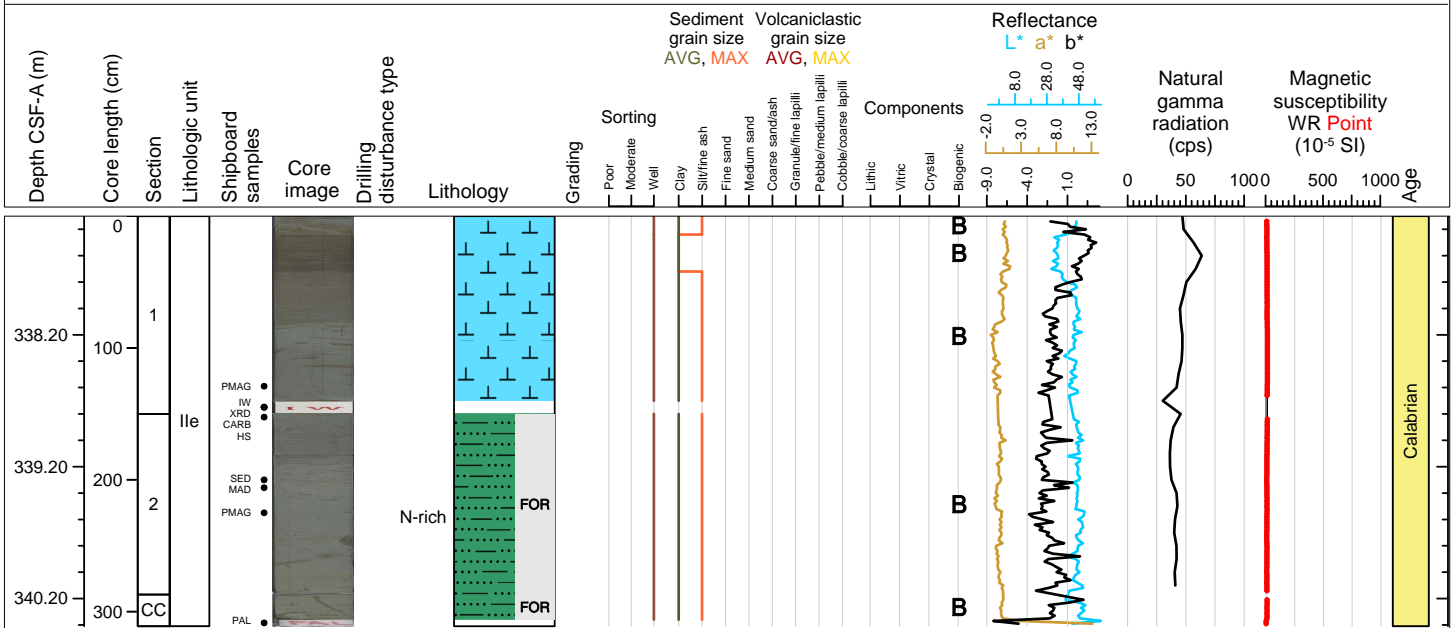 Depth CSF-A (m)
Core length (cm)
Section
Lithologic unit
Shipboard
samples
Core
image
Drilling
disturbance type
Lithology
Grading
Sorting
Poor
Moderate
Well
Sediment
grain size
AVG, MAX
Volcaniclastic
grain size
AVG, MAX
Clay
Silt/fine ash
Fine sand
Medium sand
Coarse sand/ash
Granule/fine lapilli
Pebble/medium lapilli
Cobble/coarse lapilli
Components
Lithic
Vitric
Crystal
Biogenic
Reflectance
L* a* b*
8.0 28.0 48.0
-2.0 3.0 8.0 13.0
-9.0 -4.0 1.0
Natural
gamma
radiation
(cps)
0 50 100
Magnetic
susceptibility
WR Point
(10⁻⁵ SI)
0 500 1000
Age
338.20
339.20
340.20
0
100
200
300
1
2
CC
IIe
PMAG
IW
XRD
CARB
HS
SED
MAD
PMAG
PAL
I W
PAL
N-rich
FOR
FOR
B
B
B
B
B
Calabrian